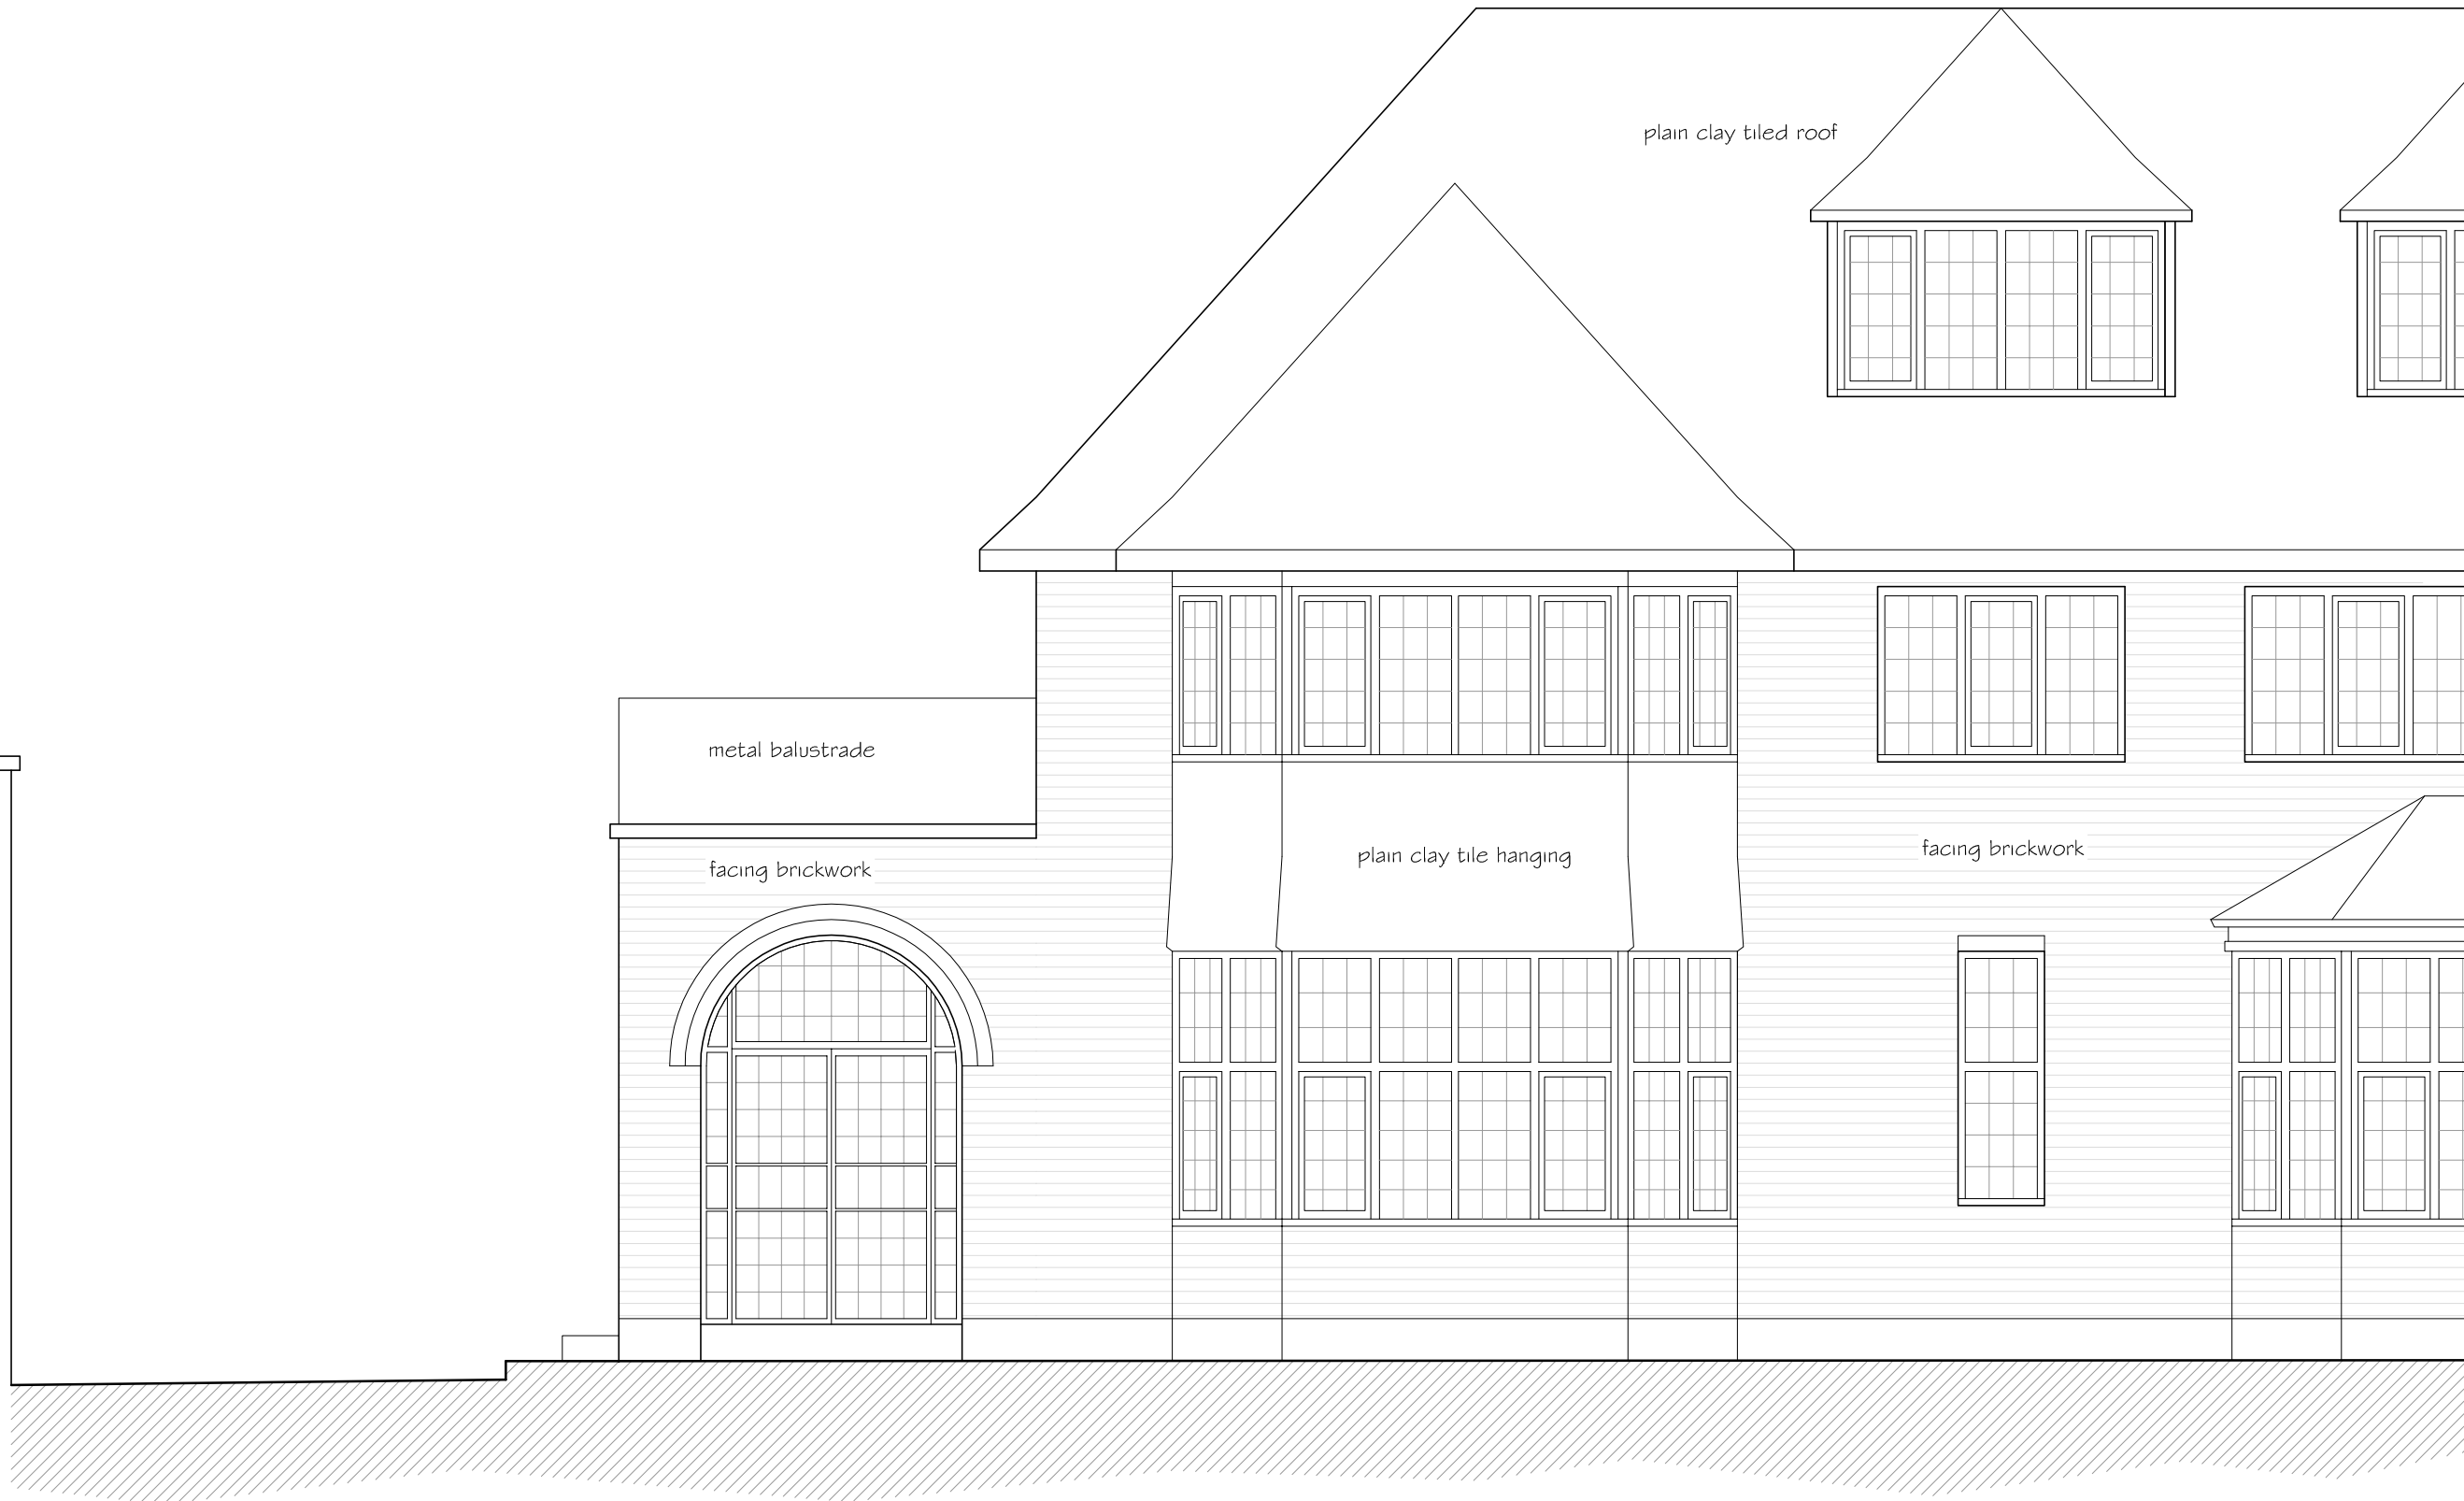 plain clay tiled roof
metal balustrade
facing brickwork
plain clay tile hanging
facing brickwork